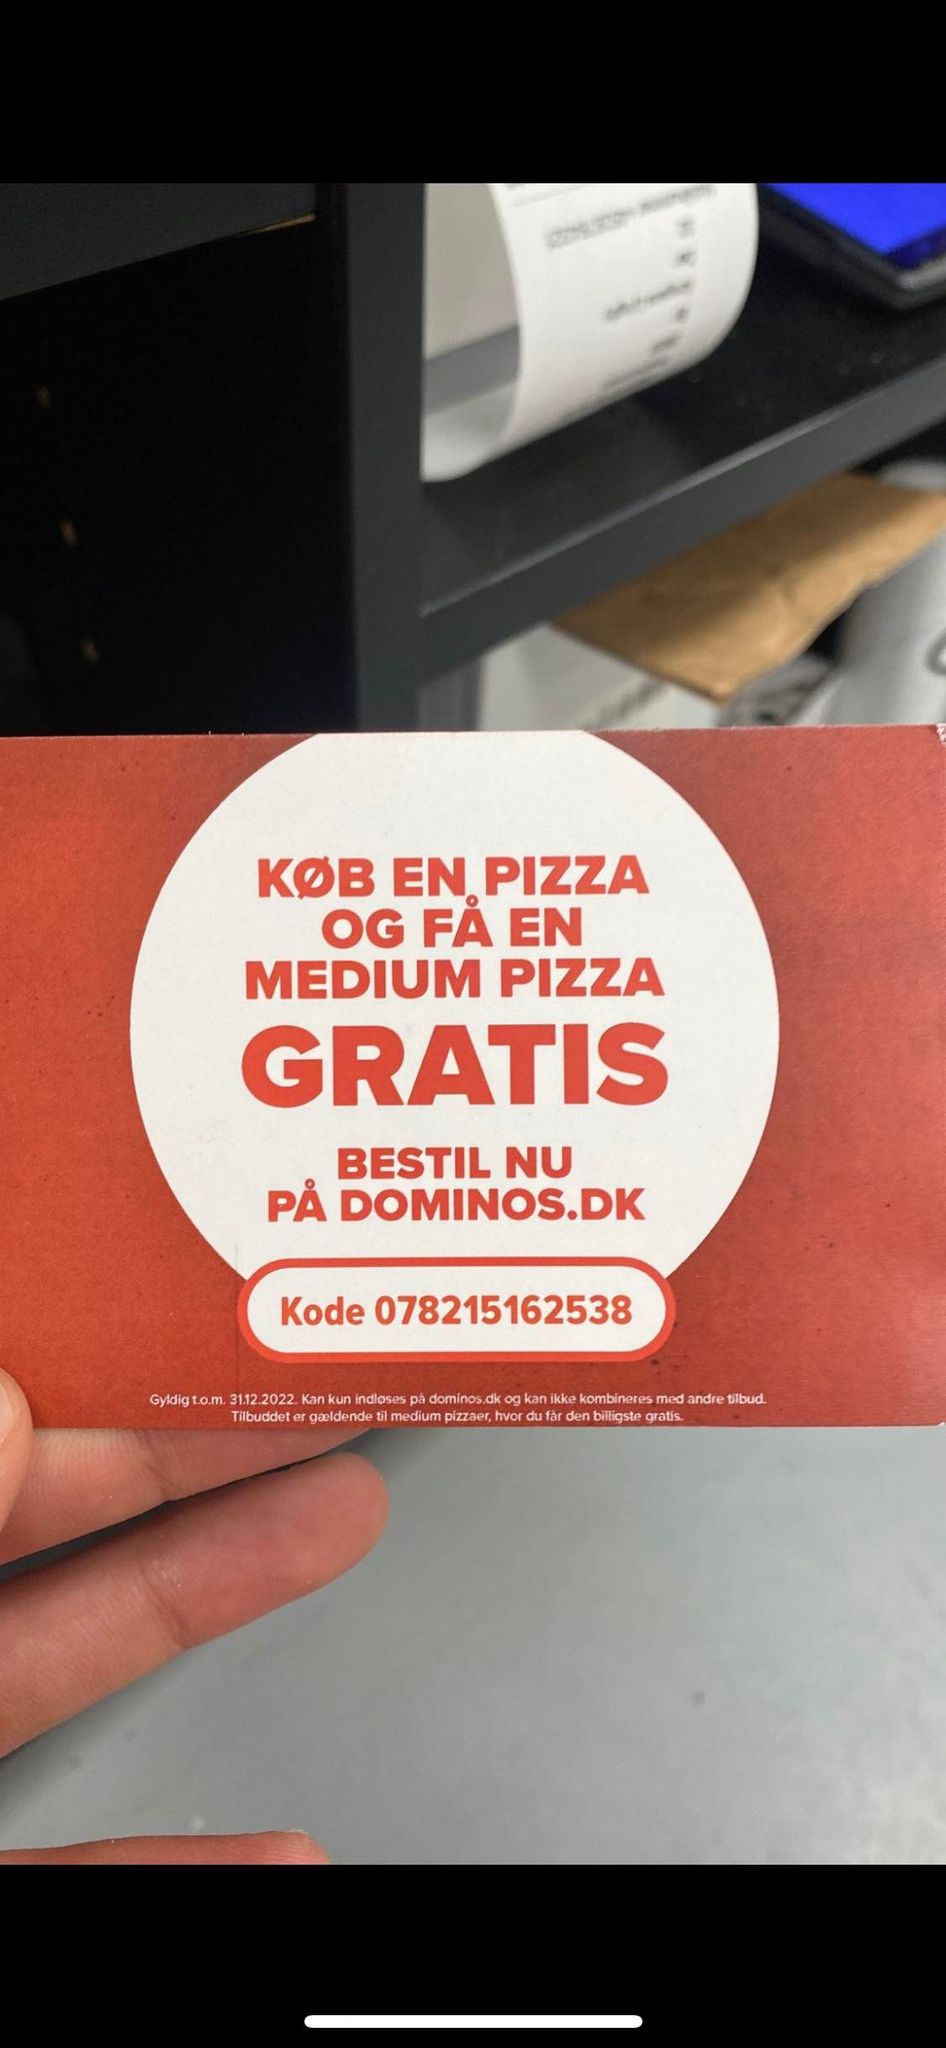 KØB EN PIZZA
OG FÅ EN
MEDIUM PIZZA
GRATIS
BESTIL NU
PÅ DOMINOS.DK
Kode 078215162538
Gyldig t.o.m. 31.12.2022. Kan kun indløses på dominos.dk og kan ikke kombineres med andre tilbud.
Tilbuddet er gældende til medium pizzaer, hvor du får den billigste gratis.